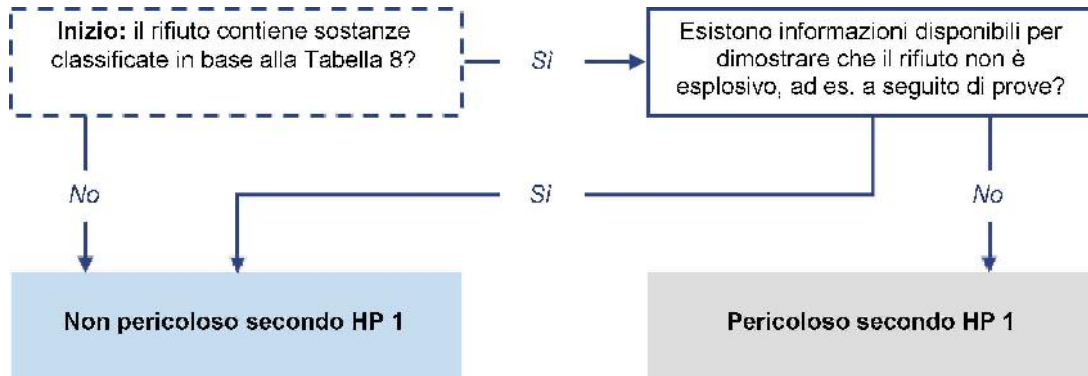 Inizio: il rifiuto contiene sostanze
classificate in base alla Tabella 8?
Sì
Esistono informazioni disponibili per
dimostrare che il rifiuto non è
esplosivo, ad es. a seguito di prove?
No
Sì
No
Non pericoloso secondo HP 1
Pericoloso secondo HP 1